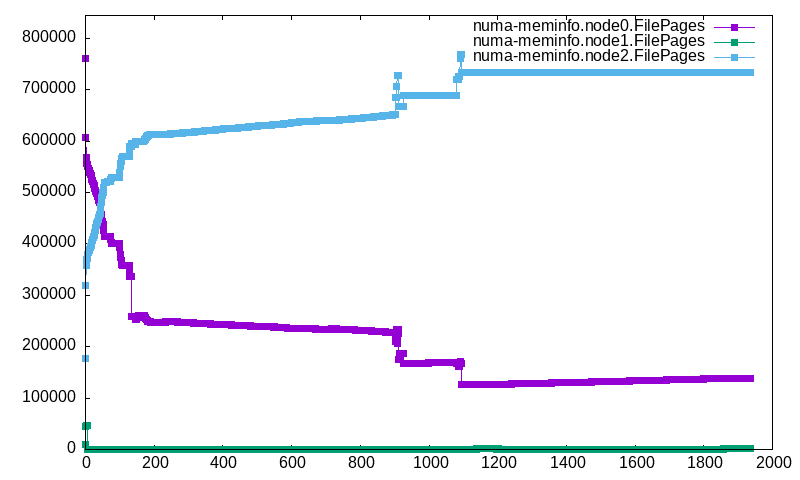 numa-meminfo.node0.FilePages
numa-meminfo.node1.FilePages
numa-meminfo.node2.FilePages
800000
700000
600000
500000
400000
300000
200000
100000
0
0 200 400 600 800 1000 1200 1400 1600 1800 2000